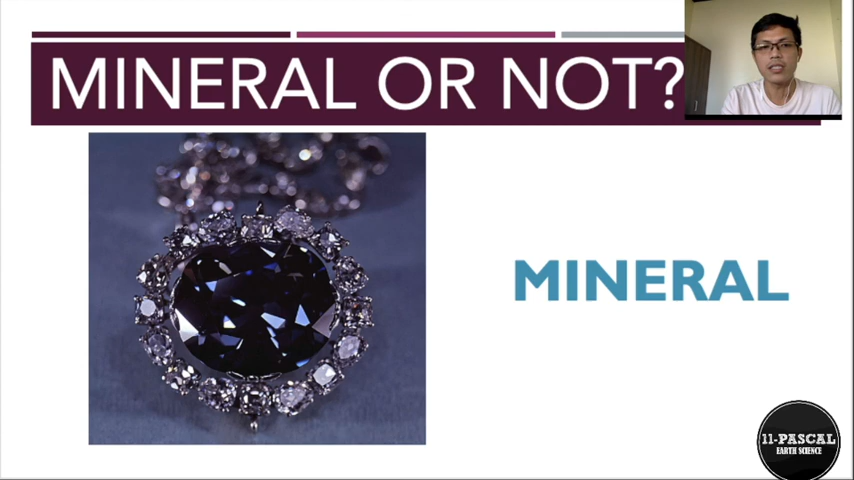 MINERAL OR NOT?
MINERAL
11-PASCAL
EARTH SCIENCE